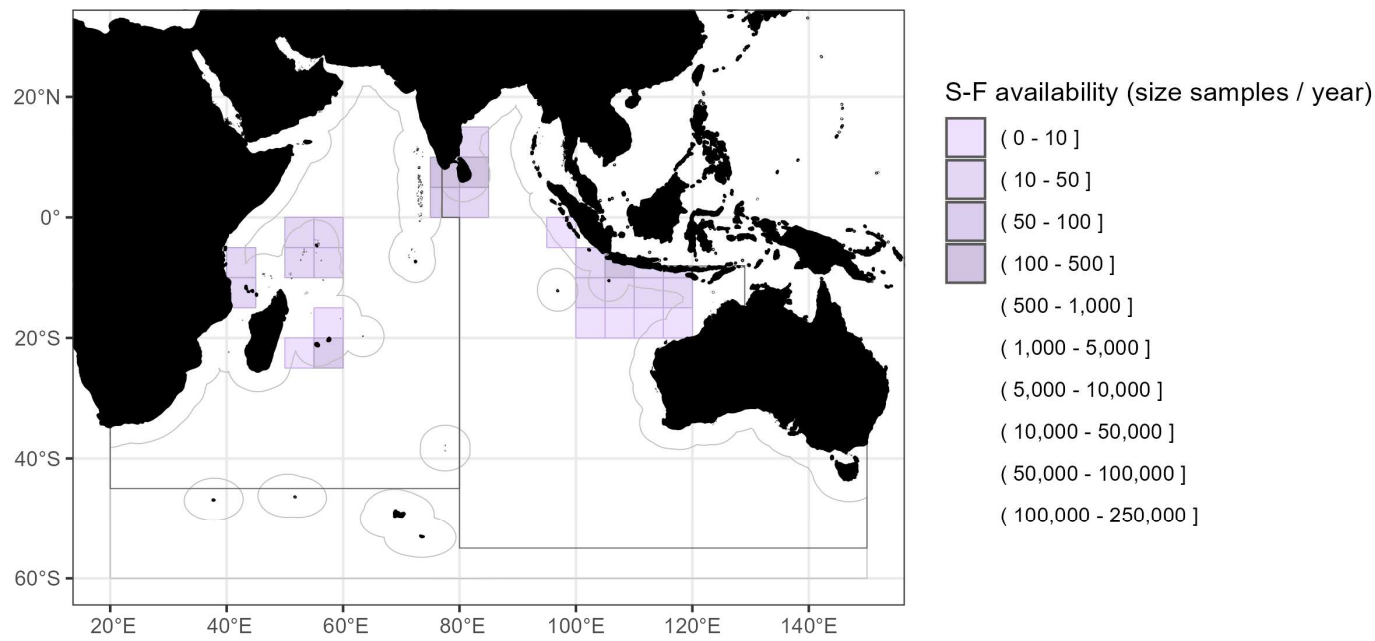 20°N
0°
20°S
40°S
60°S
20°E 40°E 60°E 80°E 100°E 120°E 140°E
S-F availability (size samples / year)
( 0 - 10 ]
( 10 - 50 ]
( 50 - 100 ]
( 100 - 500 ]
( 500 - 1,000 ]
( 1,000 - 5,000 ]
( 5,000 - 10,000 ]
( 10,000 - 50,000 ]
( 50,000 - 100,000 ]
( 100,000 - 250,000 ]